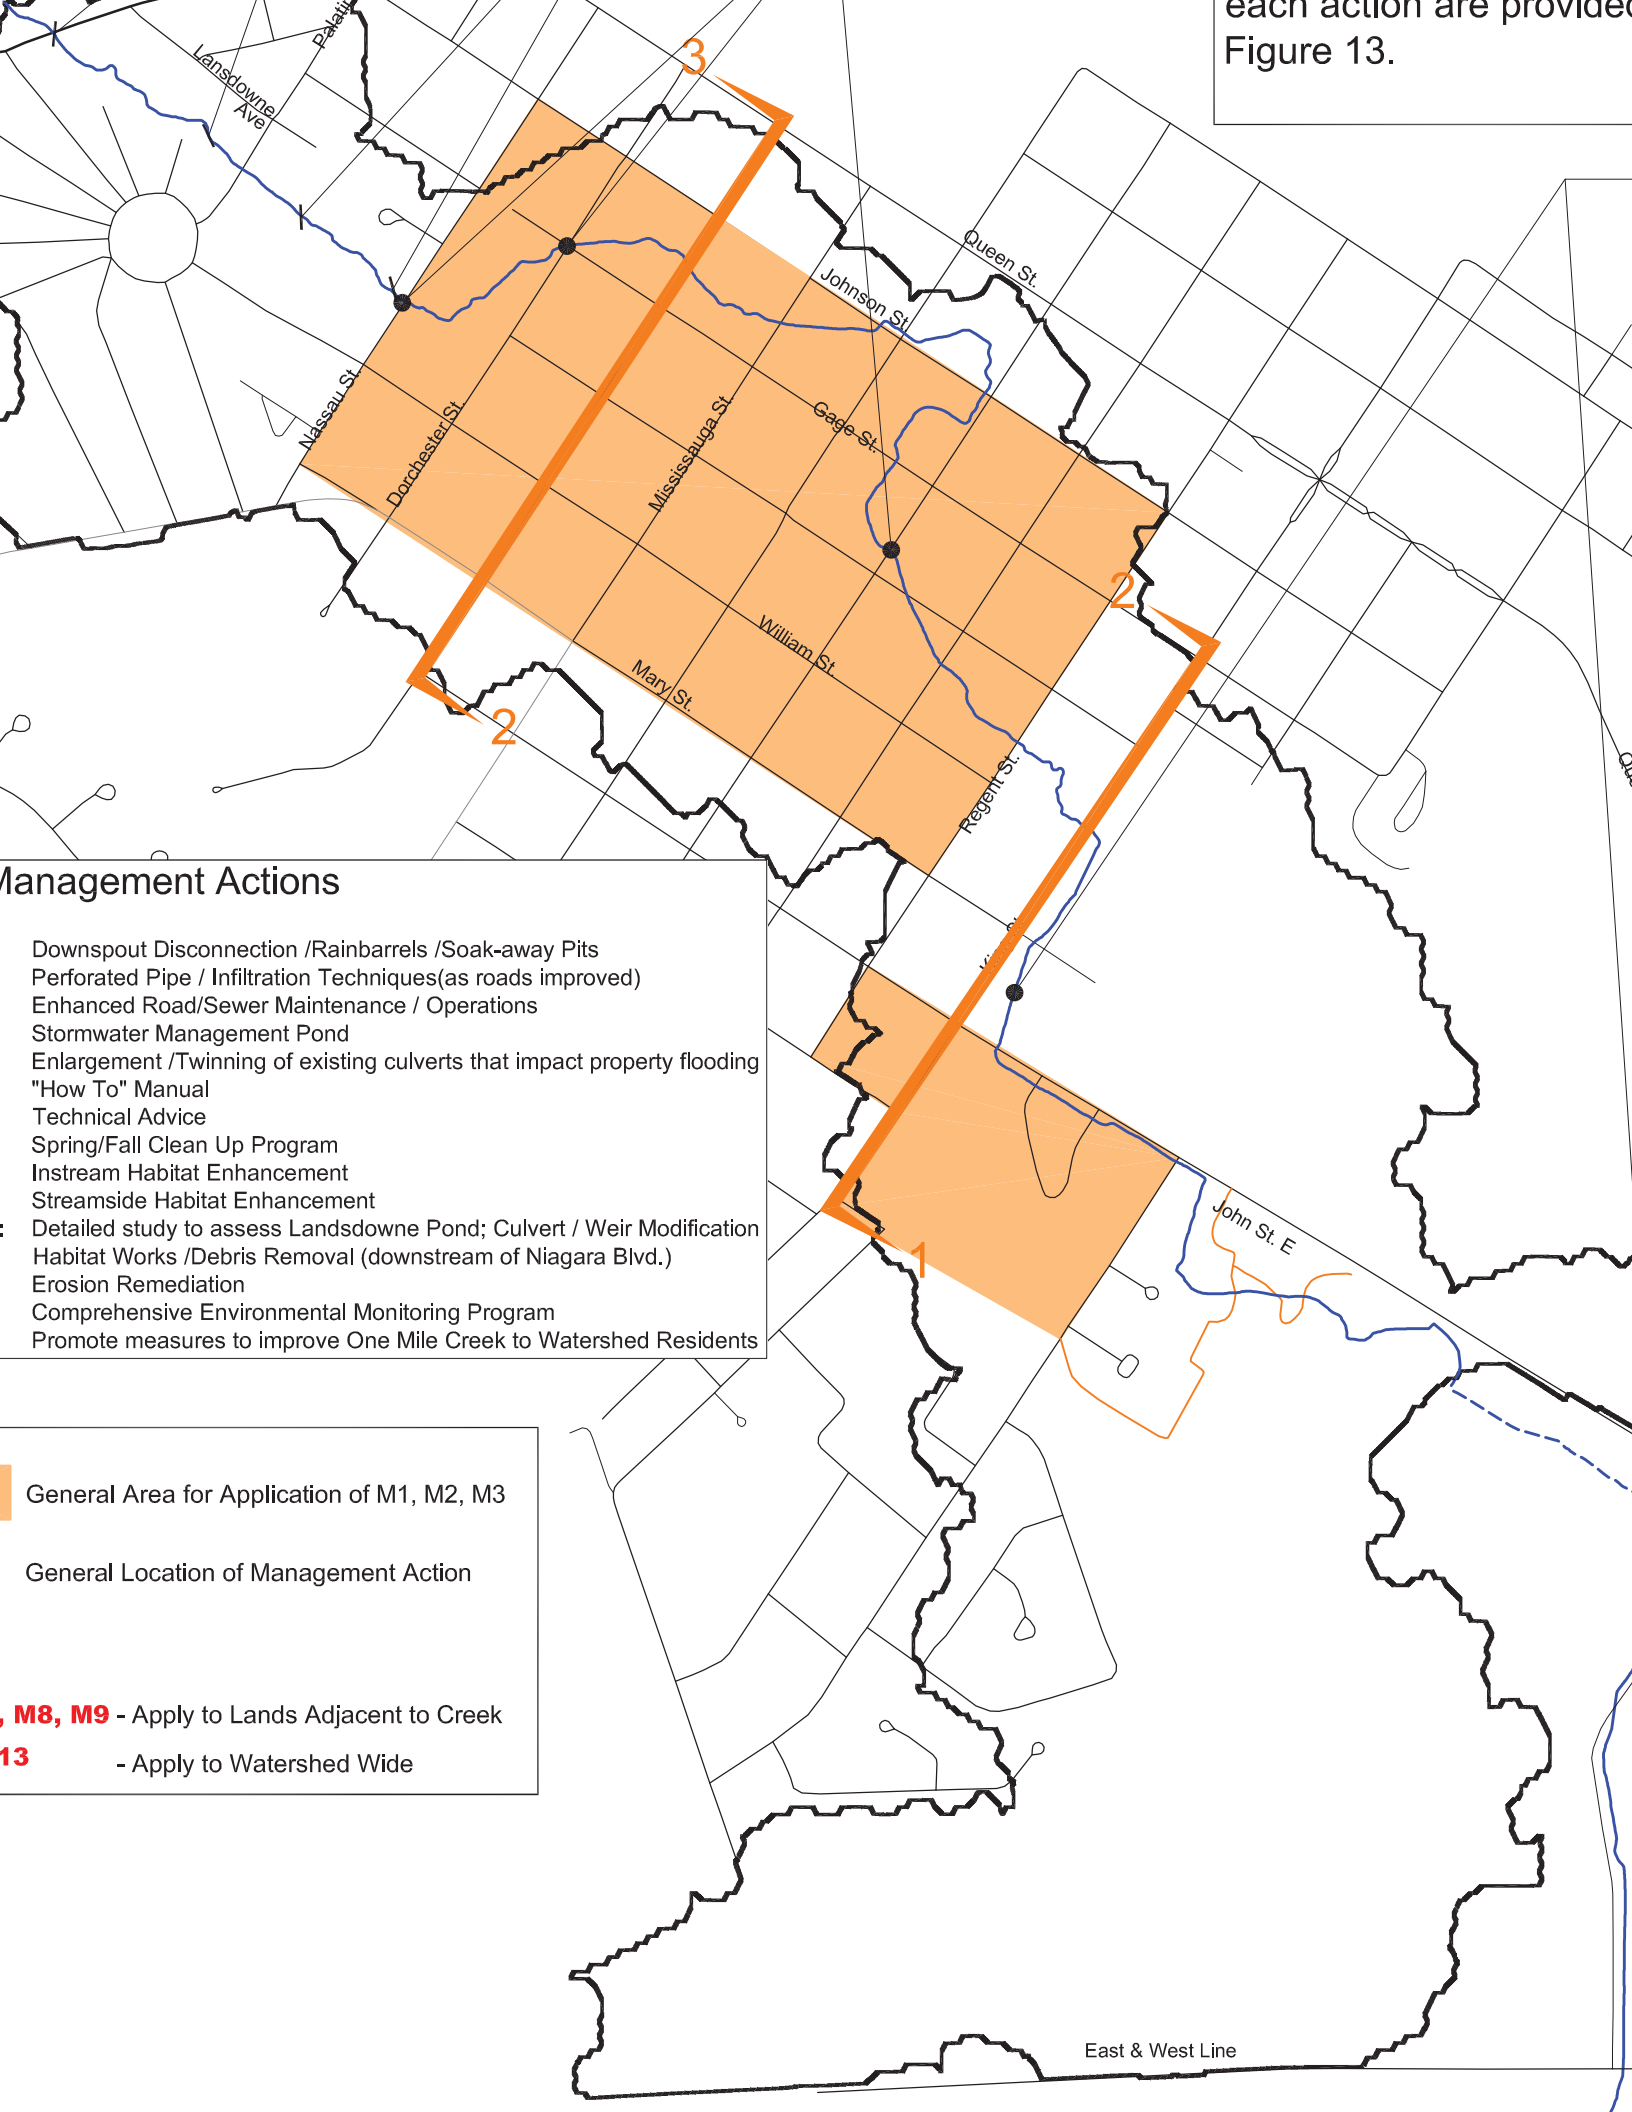 each action are provided
Figure 13.
3
Lansdowne
Ave
Queen St.
Johnson St.
Nassau St.
Dorchester St.
Mississauga St.
Gage St.
2
William St.
Mary St.
2
Regent St.
Management Actions
Downspout Disconnection /Rainbarrels /Soak-away Pits
Perforated Pipe / Infiltration Techniques(as roads improved)
Enhanced Road/Sewer Maintenance / Operations
Stormwater Management Pond
Enlargement /Twinning of existing culverts that impact property flooding
"How To" Manual
Technical Advice
Spring/Fall Clean Up Program
Instream Habitat Enhancement
Streamside Habitat Enhancement
: Detailed study to assess Landsdowne Pond; Culvert / Weir Modification
Habitat Works /Debris Removal (downstream of Niagara Blvd.)
Erosion Remediation
Comprehensive Environmental Monitoring Program
Promote measures to improve One Mile Creek to Watershed Residents
1
John St. E
General Area for Application of M1, M2, M3
General Location of Management Action
, M8, M9 - Apply to Lands Adjacent to Creek
13 - Apply to Watershed Wide
East & West Line